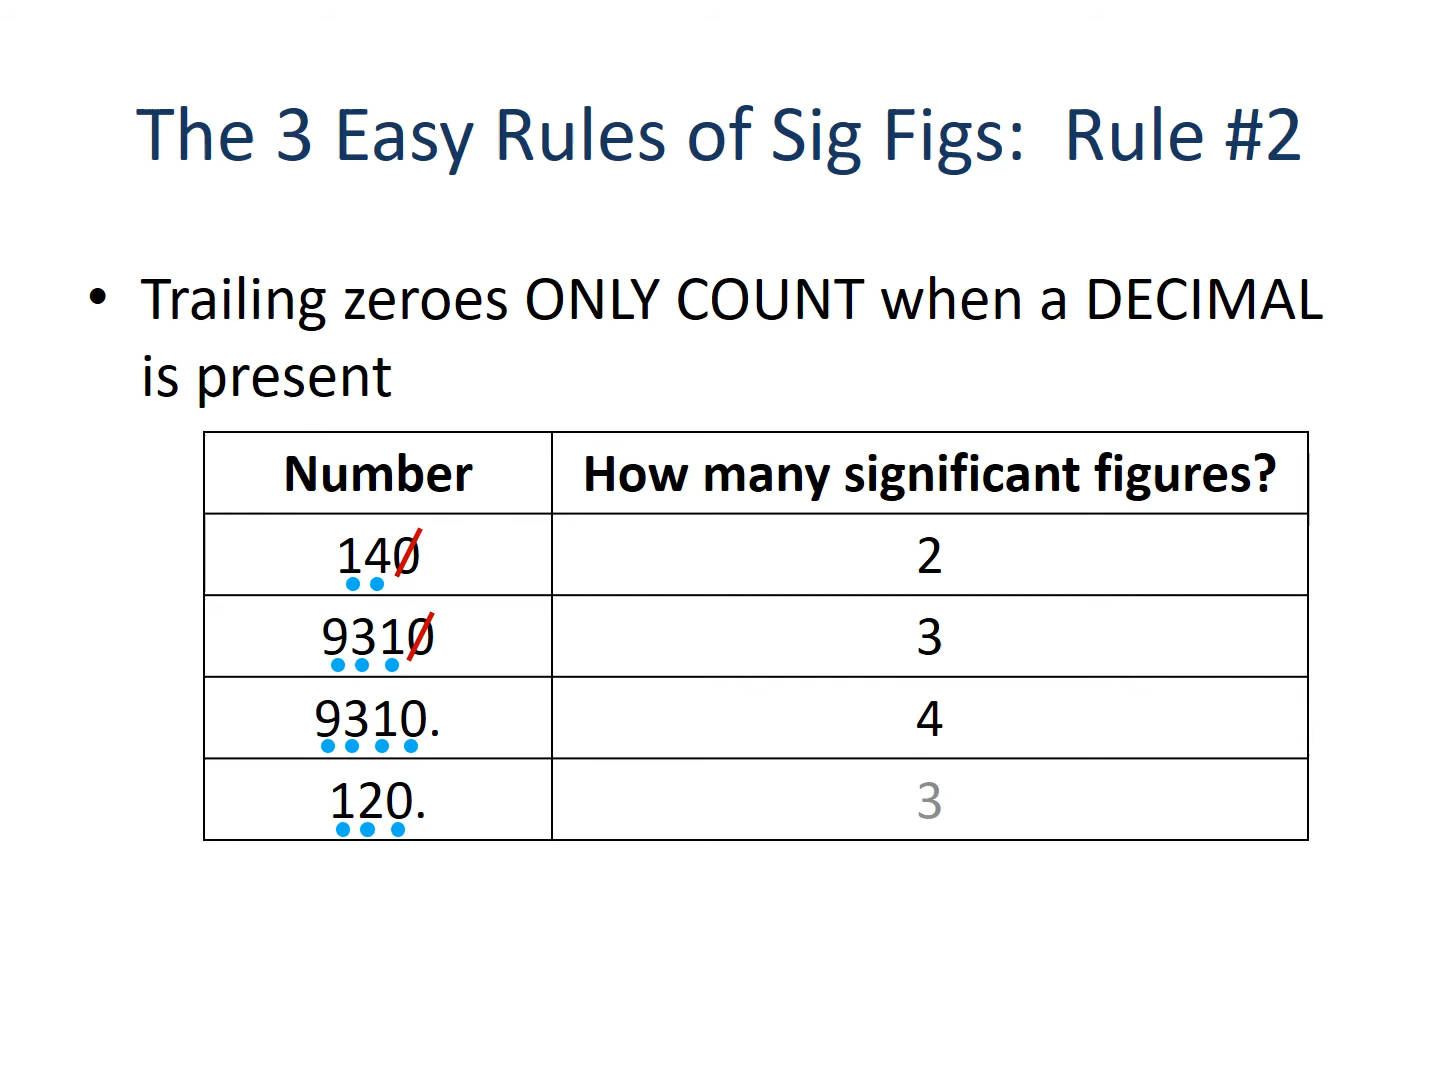 The 3 Easy Rules of Sig Figs:  Rule #2
• Trailing zeroes ONLY COUNT when a DECIMAL
is present
Number How many significant figures?
140 2
9310 3
9310. 4
120. 3